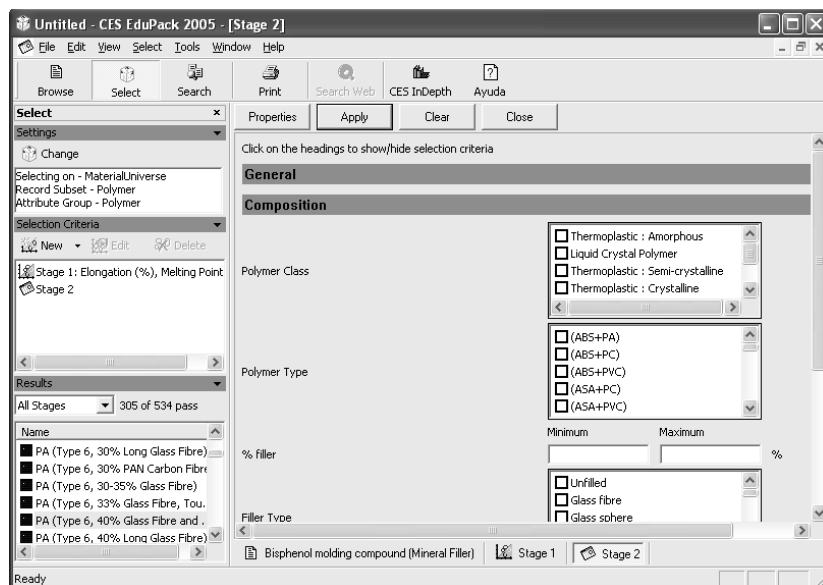 Untitled - CES EduPack 2005 - [Stage 2]
File Edit View Select Tools Window Help
Browse Select Search Print Search Web CES InDepth Ayuda
Select
Settings
Change
Selecting on - MaterialUniverse
Record Subset - Polymer
Attribute Group - Polymer
Selection Criteria
New Edit Delete
Stage 1: Elongation (%), Melting Point
Stage 2
Results
All Stages 305 of 534 pass
Name
PA (Type 6, 30% Long Glass Fibre)
PA (Type 6, 30% PAN Carbon Fibre
PA (Type 6, 30-35% Glass Fibre)
PA (Type 6, 33% Glass Fibre, Tou.
PA (Type 6, 40% Glass Fibre and .
PA (Type 6, 40% Long Glass Fibre)
Properties Apply Clear Close
Click on the headings to show/hide selection criteria
General
Composition
Polymer Class
Thermoplastic : Amorphous
Liquid Crystal Polymer
Thermoplastic : Semi-crystalline
Thermoplastic : Crystalline
Polymer Type
(ABS+PA)
(ABS+PC)
(ABS+PVC)
(ASA+PC)
(ASA+PVC)
Minimum Maximum
% filler %
Filler Type
Unfilled
Glass fibre
Glass sphere
Bisphenol molding compound (Mineral Filler) Stage 1 Stage 2
Ready